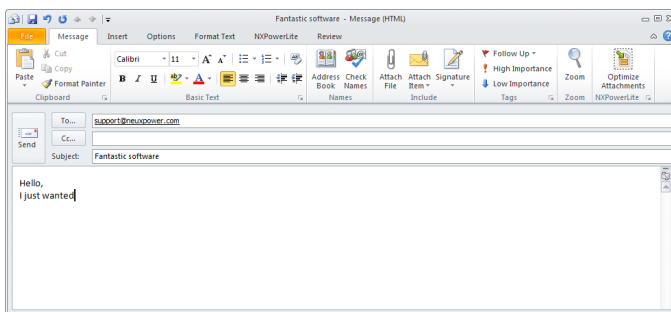 Fantastic software - Message (HTML)
File Message Insert Options Format Text NXPowerLite Review
Paste
Cut
Copy
Format Painter
Clipboard
Calibri 11
B I U
Basic Text
Address Book
Check Names
Names
Attach File
Attach Item
Signature
Include
Follow Up
High Importance
Low Importance
Tags
Zoom
Zoom
Optimize Attachments
NXPowerLite
Send
To... support@neuxpower.com
Cc...
Subject: Fantastic software
Hello,
I just wanted